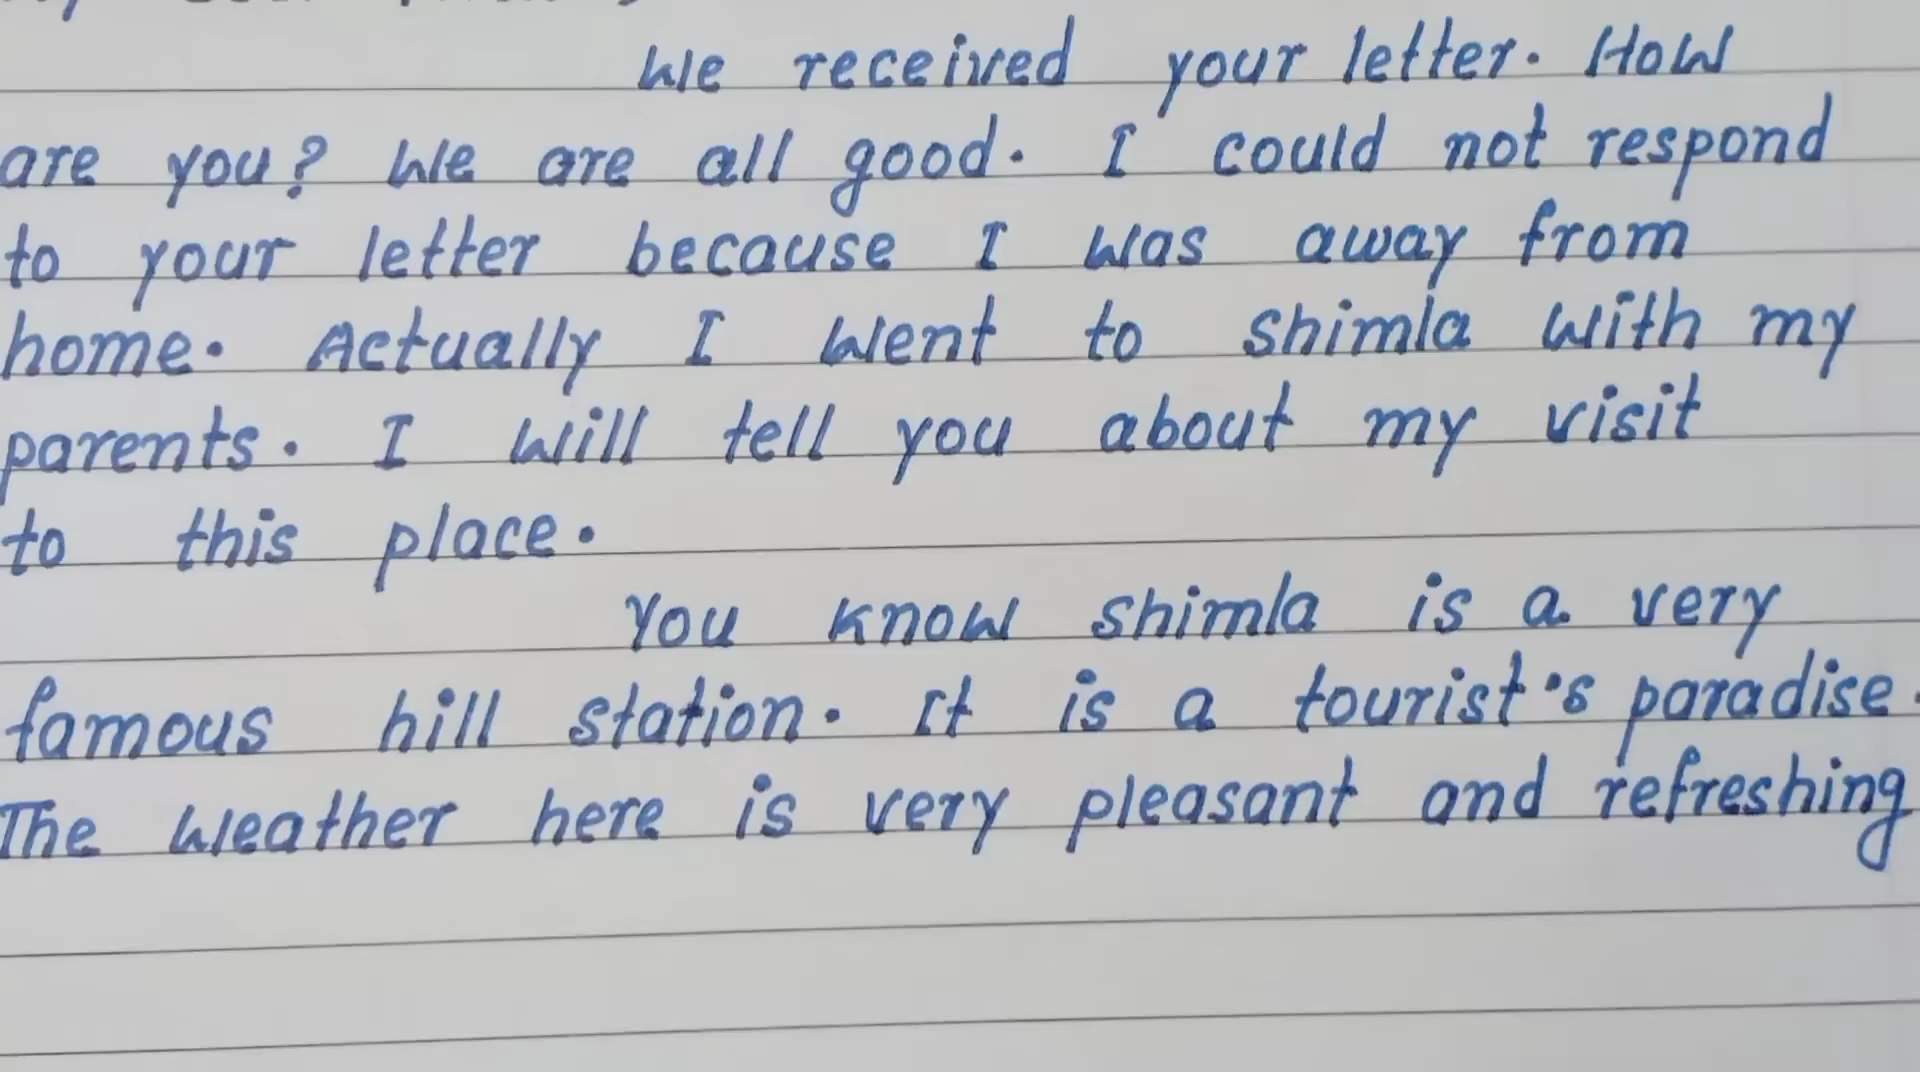 We received your letter. How
are you? We are all good. I could not respond
to your letter because I was away from
home. Actually I went to shimla with my
parents. I will tell you about my visit
to this place.
You know shimla is a very
famous hill station. It is a tourist's paradise.
The weather here is very pleasant and refreshing